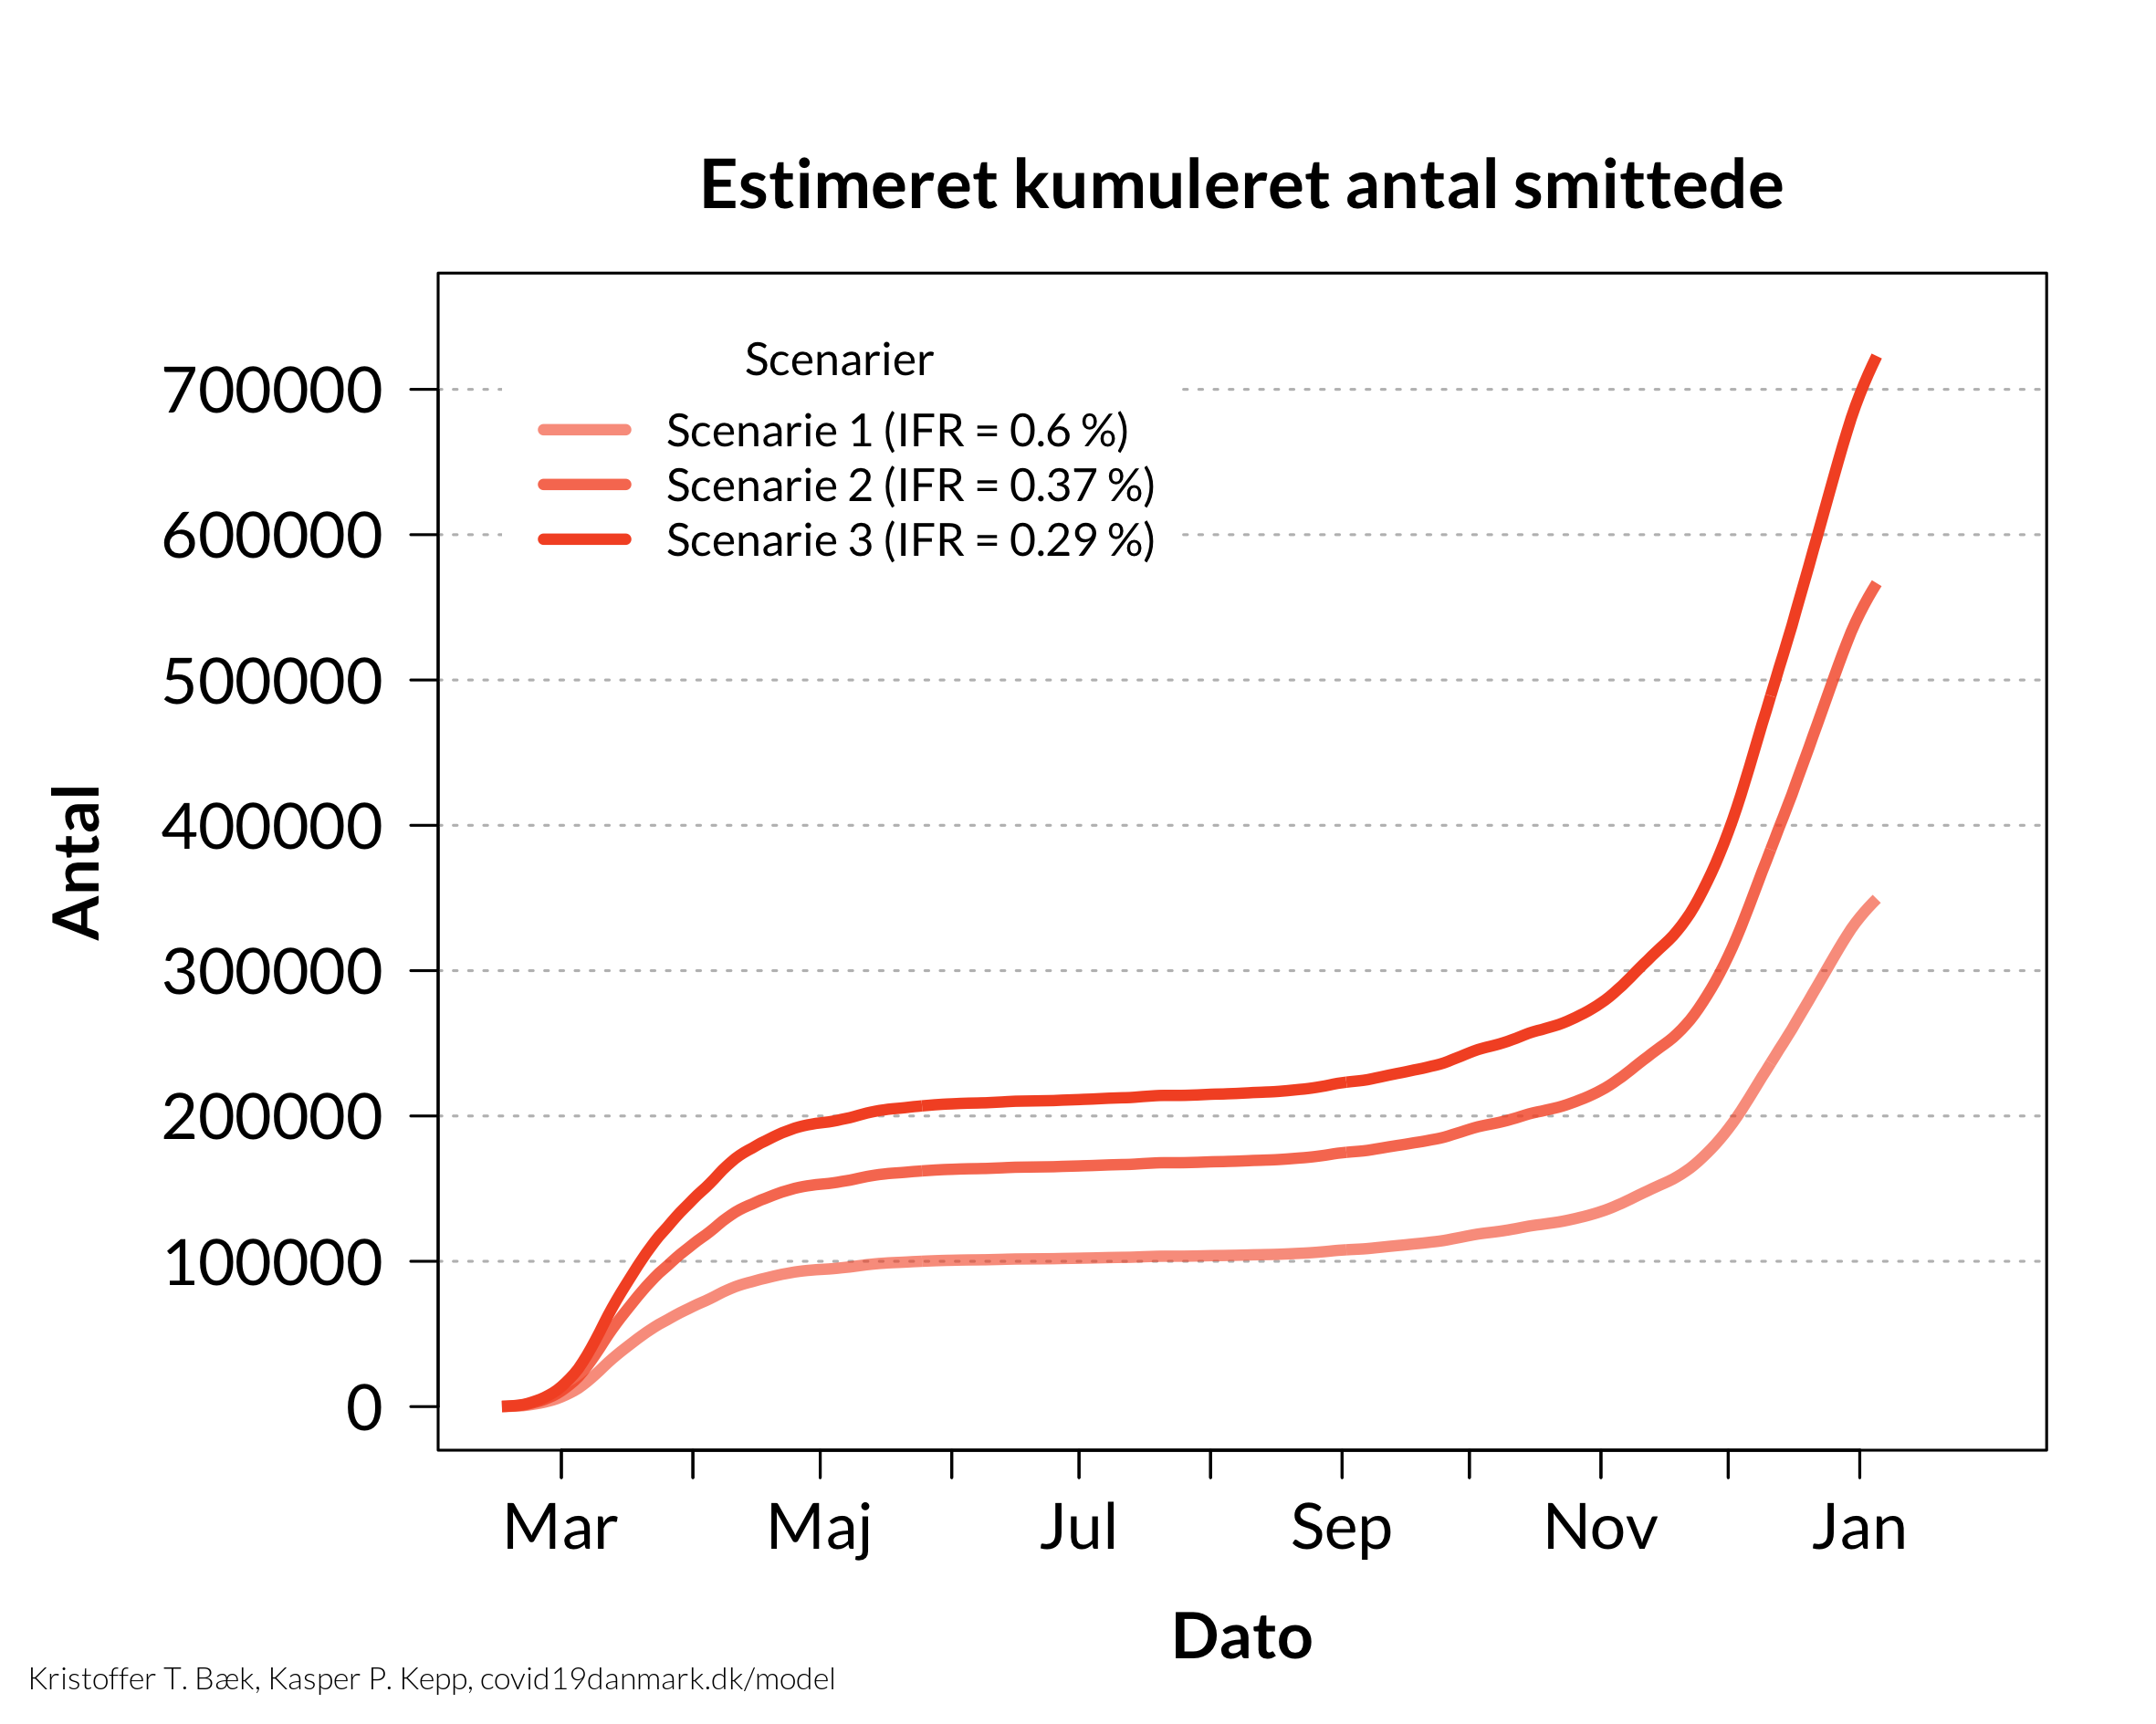 Estimeret kumuleret antal smittede
Scenarier
Scenarie 1 (IFR = 0.6 %)
Scenarie 2 (IFR = 0.37 %)
Scenarie 3 (IFR = 0.29 %)
700000
600000
500000
400000
300000
200000
100000
0
Antal
Mar Maj Jul Sep Nov Jan
Dato
Kristoffer T. Bæk, Kasper P. Kepp, covid19danmark.dk/model